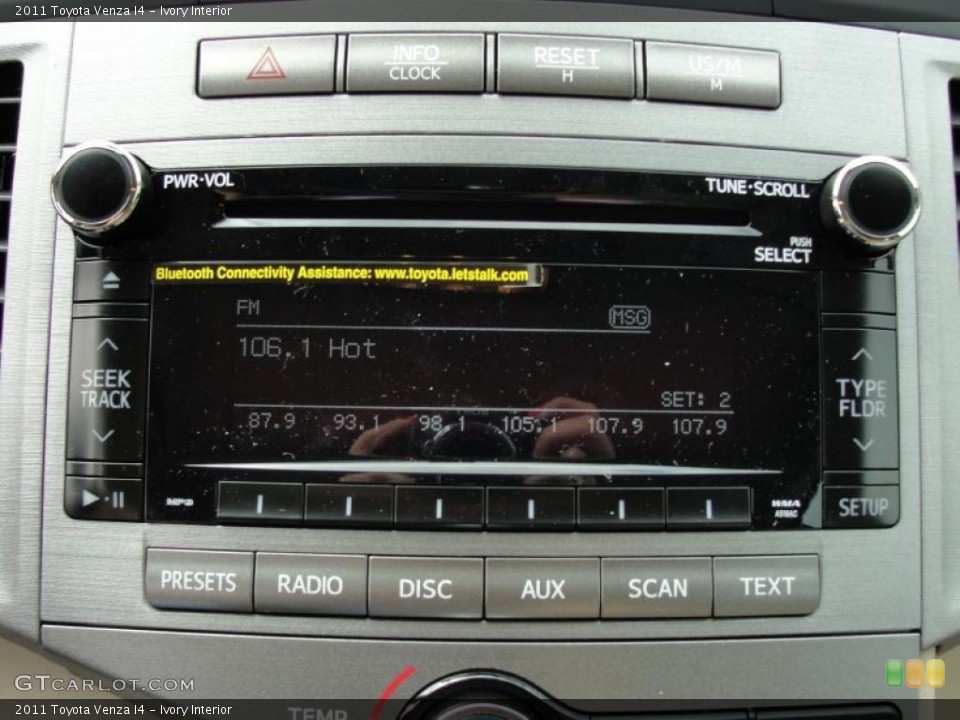 2011 Toyota Venza I4 - Ivory Interior
INFO
CLOCK
RESET
H
US/M
M
PWR·VOL
TUNE·SCROLL
PUSH
SELECT
Bluetooth Connectivity Assistance: www.toyota.letstalk.com
FM
MSG
106.1 Hot
SEEK
TRACK
TYPE
FLDR
SET: 2
87.9 93.1 98.1 105.1 107.9 107.9
MP3
WMA
SETUP
PRESETS RADIO DISC AUX SCAN TEXT
GTCARLOT.COM
TEMP
2011 Toyota Venza I4 - Ivory Interior